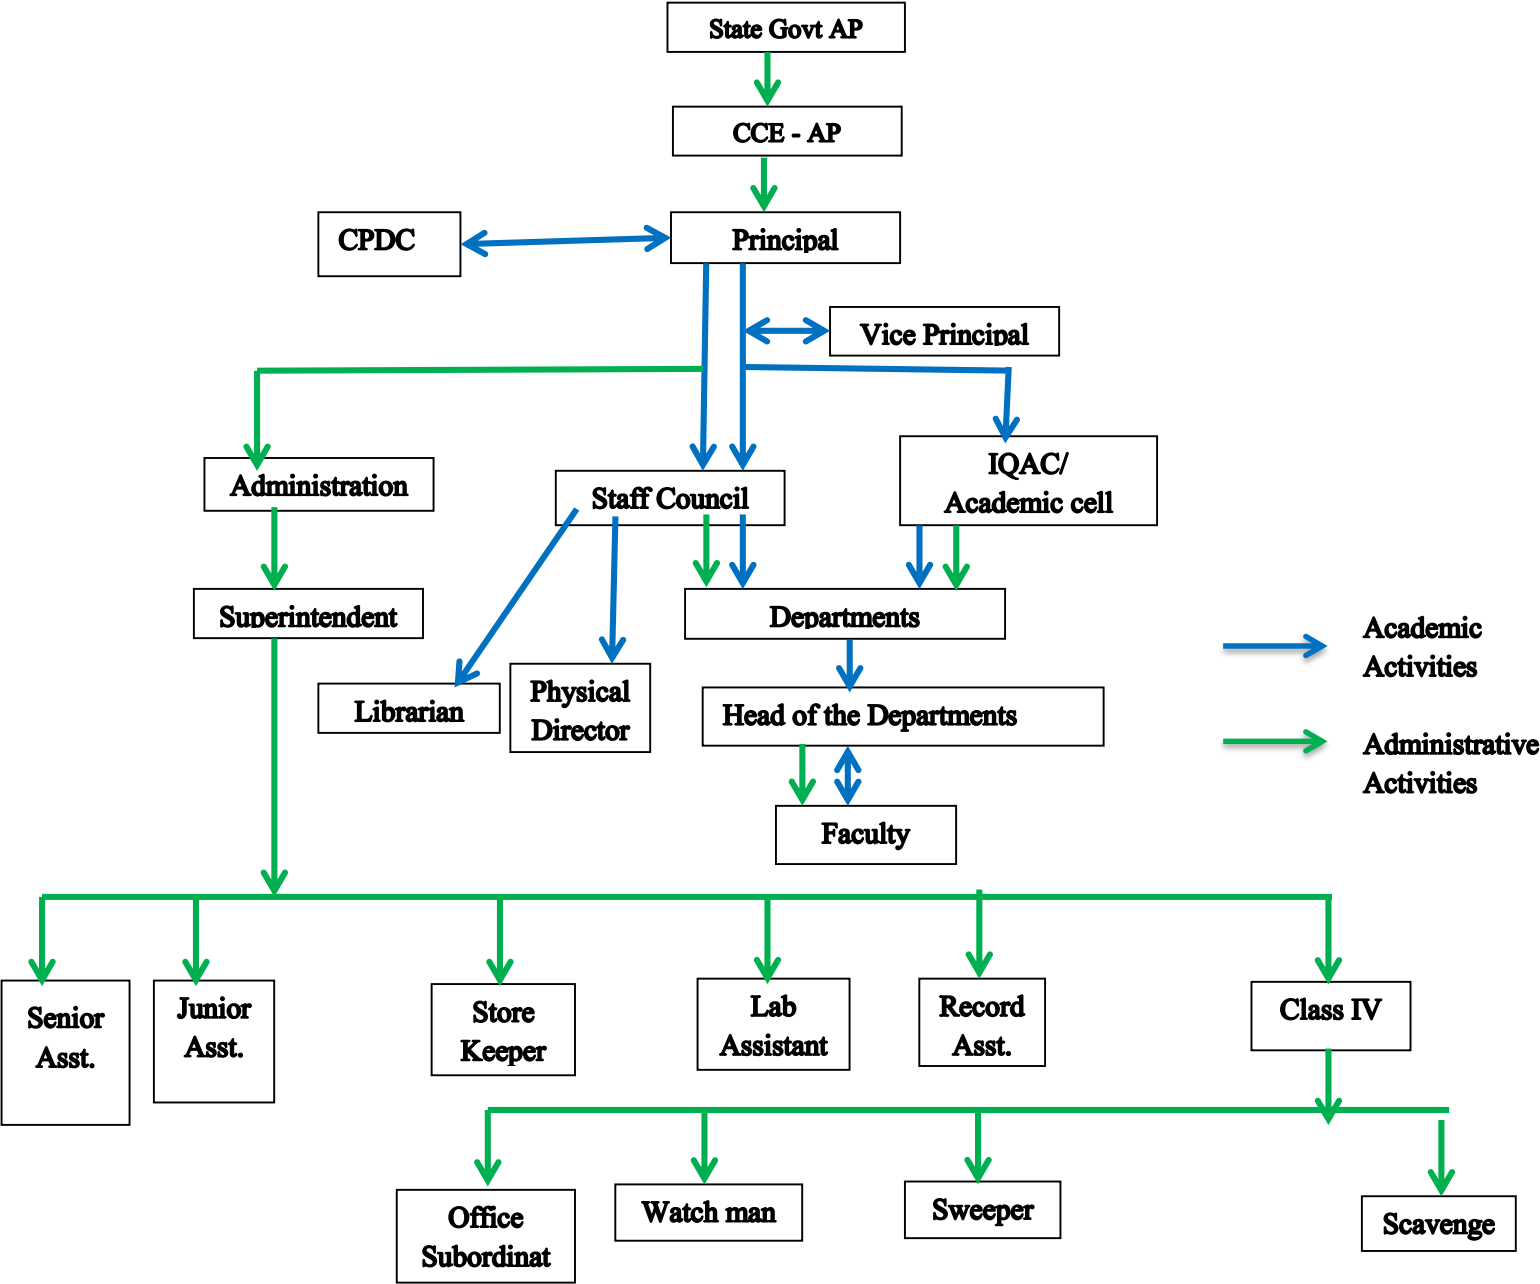 State Govt AP
CCE - AP
CPDC
Principal
Vice Principal
Administration
Staff Council
IQAC/
Academic cell
Superintendent
Departments
Academic
Activities
Librarian
Physical
Director
Head of the Departments
Administrative
Activities
Faculty
Senior
Asst.
Junior
Asst.
Store
Keeper
Lab
Assistant
Record
Asst.
Class IV
Office
Subordinat
Watch man
Sweeper
Scavenge